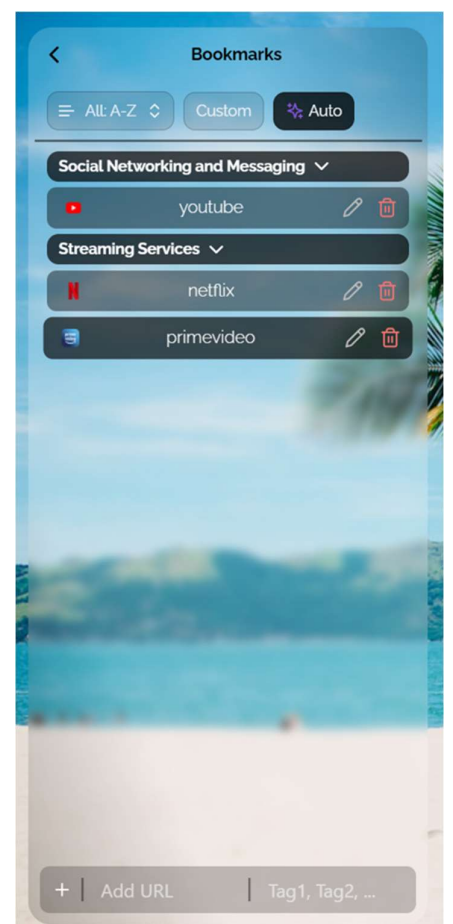 Bookmarks
All: A-Z Custom Auto
Social Networking and Messaging
youtube
Streaming Services
netflix
primevideo
Add URL Tag1, Tag2, ...